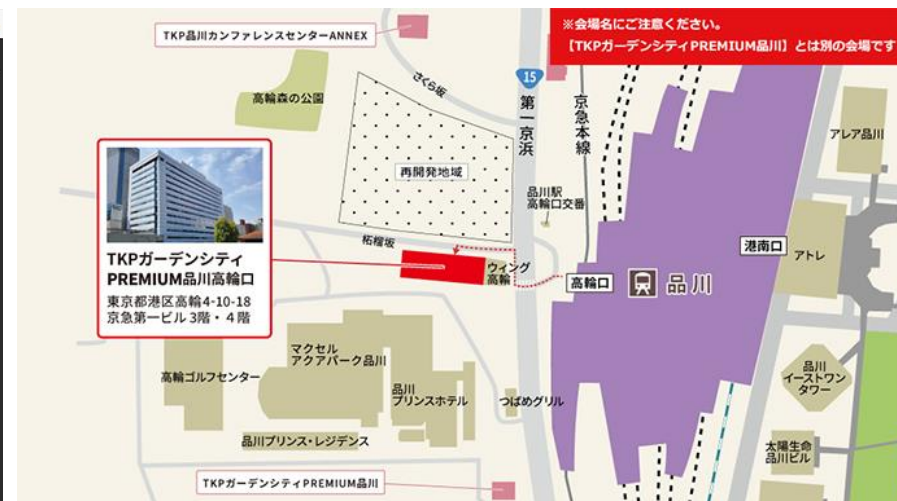 ※会場名にご注意ください。
【TKPガーデンシティPREMIUM品川】とは別の会場です
TKP品川カンファレンスセンターANNEX
さくら坂
15
第一京浜
京急本線
高輪森の公園
アレア品川
再開発地域
品川駅
高輪口交番
柘榴坂
港南口
アトレ
TKPガーデンシティ
PREMIUM品川高輪口
東京都港区高輪4-10-18
京急第一ビル 3階・4階
ウィング
高輪
高輪口
品川
マクセル
アクアパーク品川
高輪ゴルフセンター
品川
プリンスホテル
つばめグリル
品川
イーストワン
タワー
品川プリンス・レジデンス
太陽生命
品川ビル
TKPガーデンシティPREMIUM品川